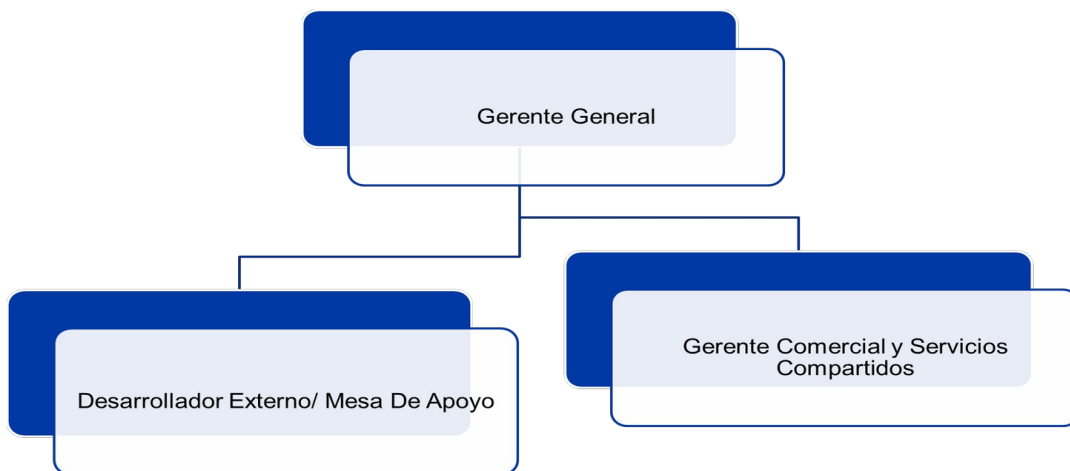 Gerente General
Gerente Comercial y Servicios
Compartidos
Desarrollador Externo/ Mesa De Apoyo